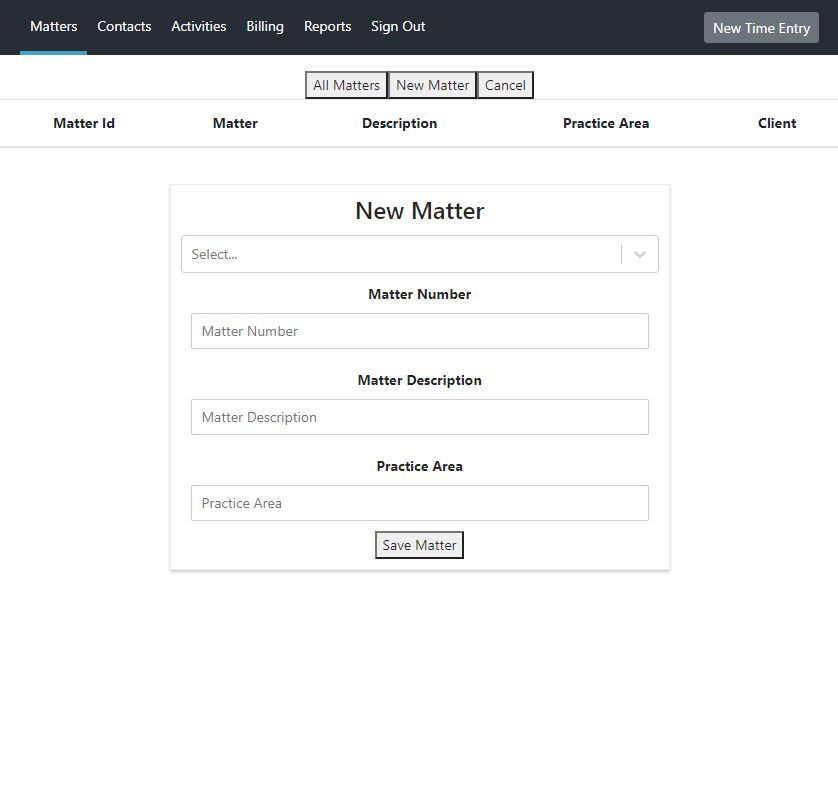 Matters Contacts Activities Billing Reports Sign Out New Time Entry
All Matters New Matter Cancel
Matter Id Matter Description Practice Area Client
New Matter
Select...
Matter Number
Matter Number
Matter Description
Matter Description
Practice Area
Practice Area
Save Matter